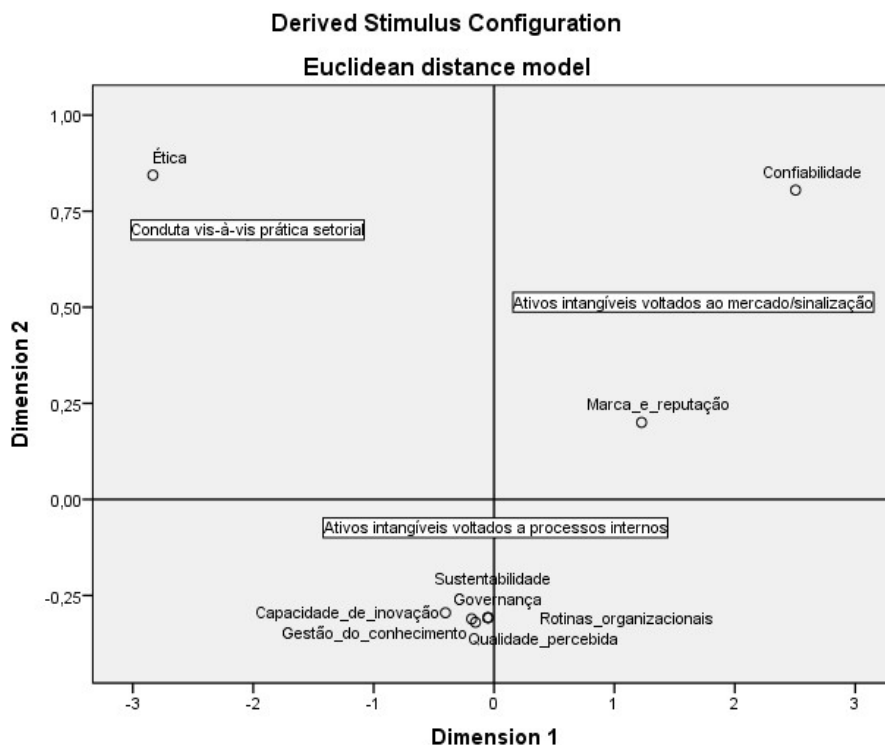 Derived Stimulus Configuration
Euclidean distance model
1,00
Ética
Confiabilidade
0,75
Conduta vis-à-vis prática setorial
0,50
Ativos intangíveis voltados ao mercado/sinalização
Dimension 2
0,25
Marca_e_reputação
0,00
Ativos intangíveis voltados a processos internos
-0,25
Sustentabilidade
Governança
Capacidade_de_inovação
Rotinas_organizacionais
Gestão_do_conhecimento
Qualidade_percebida
-3 -2 -1 0 1 2 3
Dimension 1